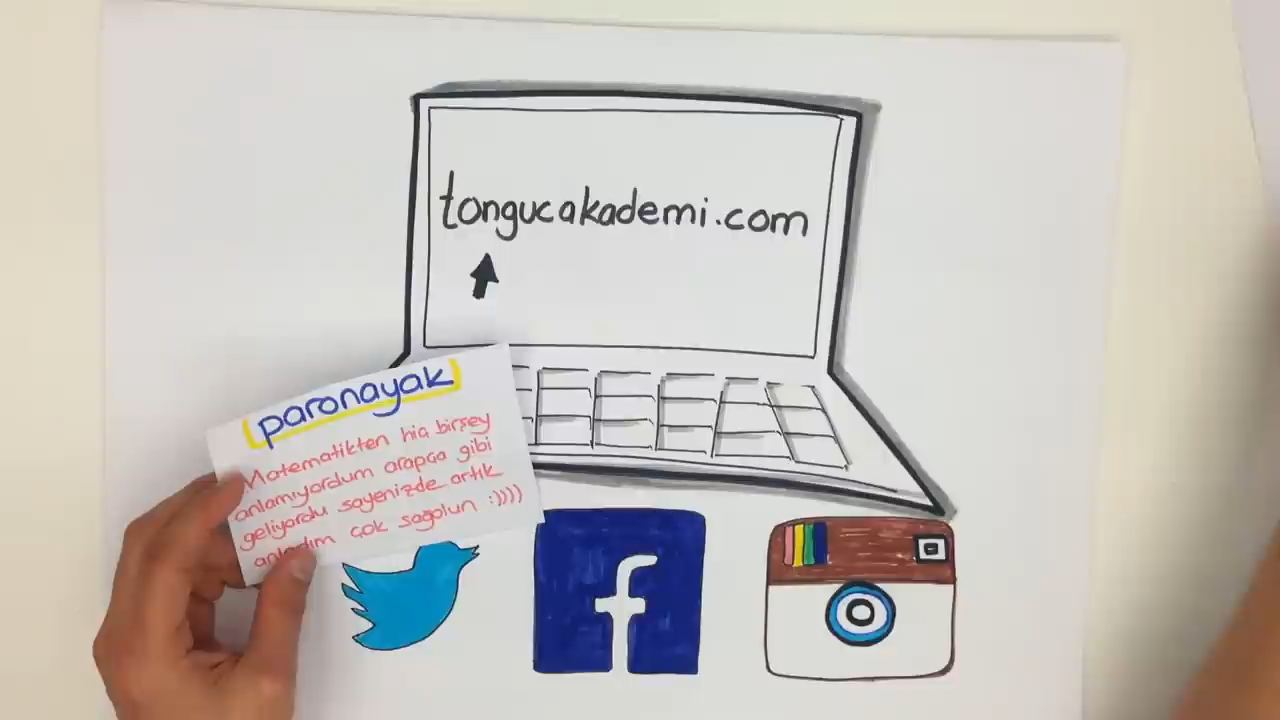 tongucakademi.com
paronayak
Matematikten hiç birşey
anlamıyordum arapça gibi
geliyordu sayenizde artık
anladım çok sağolun :))))
f